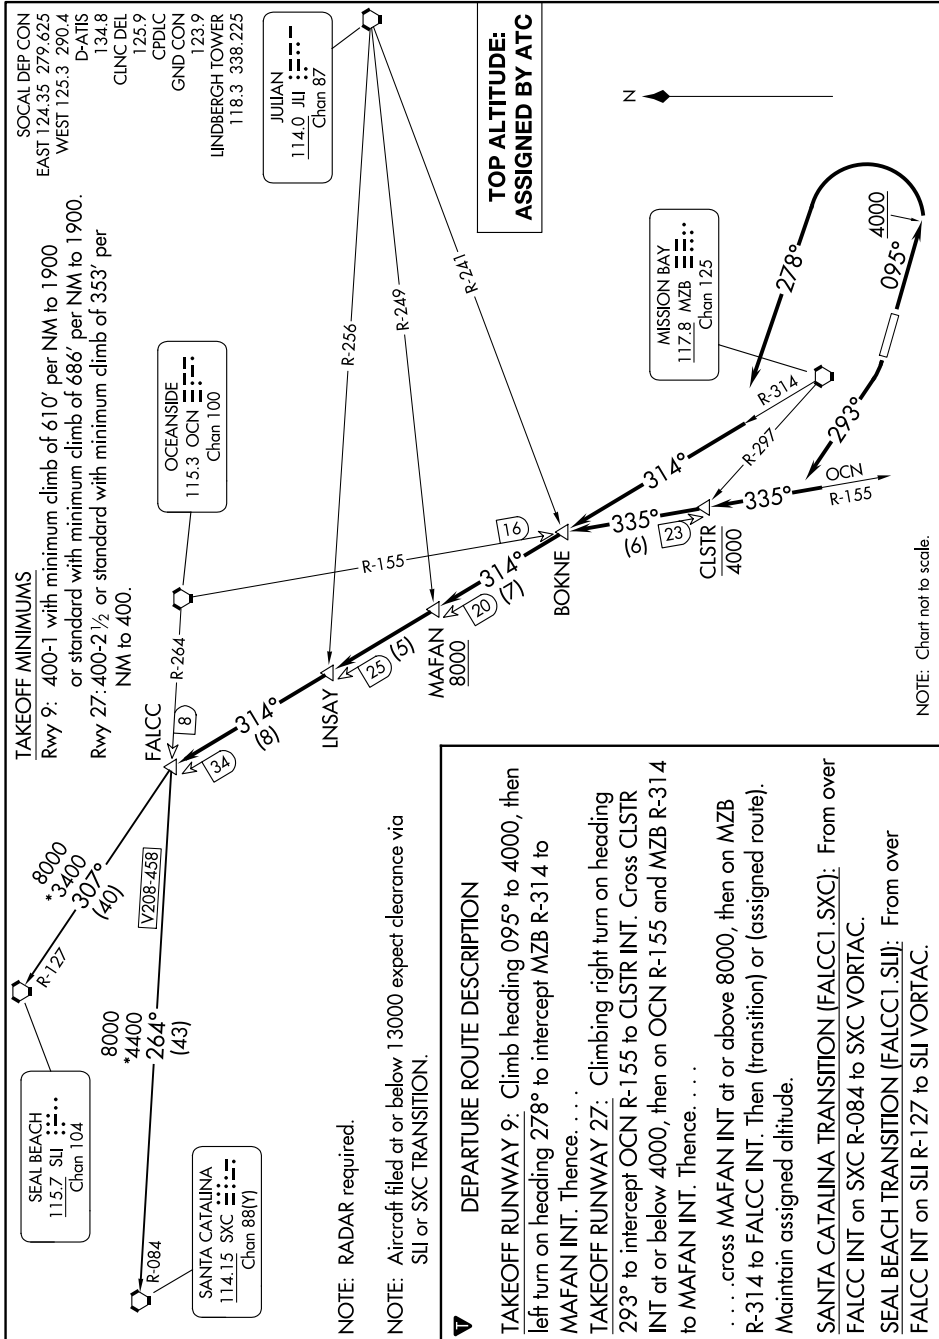 SOCAL DEP CON
EAST 124.35 279.625
WEST 125.3 290.4
D-ATIS
134.8
CLNC DEL
125.9
CPDLC
GND CON
123.9
LINDBERGH TOWER
118.3 338.225
TAKEOFF MINIMUMS
Rwy 9: 400-1 with minimum climb of 610' per NM to 1900
or standard with minimum climb of 686' per NM to 1900.
Rwy 27: 400-2½ or standard with minimum climb of 353' per
NM to 400.
TOP ALTITUDE:
ASSIGNED BY ATC
JULIAN
114.0 JLI
Chan 87
OCEANSIDE
115.3 OCN
Chan 100
MISSION BAY
117.8 MZB
Chan 125
SEAL BEACH
115.7 SLI
Chan 104
SANTA CATALINA
114.15 SXC
Chan 88(Y)
N
R-256
R-249
R-241
R-264
8
R-155
16
FALCC
34
314°
(8)
LNSAY
25
(5)
MAFAN
8000
20
314°
(7)
BOKNE
335°
(6)
23
CLSTR
4000
335°
OCN
R-155
314°
R-314
R-297
293°
278°
095°
4000
8000
*3400
307°
(40)
R-127
V208-458
8000
*4400
264°
(43)
R-084
NOTE: RADAR required.
NOTE: Aircraft filed at or below 13000 expect clearance via
SLI or SXC TRANSITION.
NOTE: Chart not to scale.
T
DEPARTURE ROUTE DESCRIPTION
TAKEOFF RUNWAY 9: Climb heading 095° to 4000, then
left turn on heading 278° to intercept MZB R-314 to
MAFAN INT. Thence. . . .
TAKEOFF RUNWAY 27: Climbing right turn on heading
293° to intercept OCN R-155 to CLSTR INT. Cross CLSTR
INT at or below 4000, then on OCN R-155 and MZB R-314
to MAFAN INT. Thence. . . .
. . . .cross MAFAN INT at or above 8000, then on MZB
R-314 to FALCC INT. Then (transition) or (assigned route).
Maintain assigned altitude.
SANTA CATALINA TRANSITION (FALCC1.SXC): From over
FALCC INT on SXC R-084 to SXC VORTAC.
SEAL BEACH TRANSITION (FALCC1.SLI): From over
FALCC INT on SLI R-127 to SLI VORTAC.